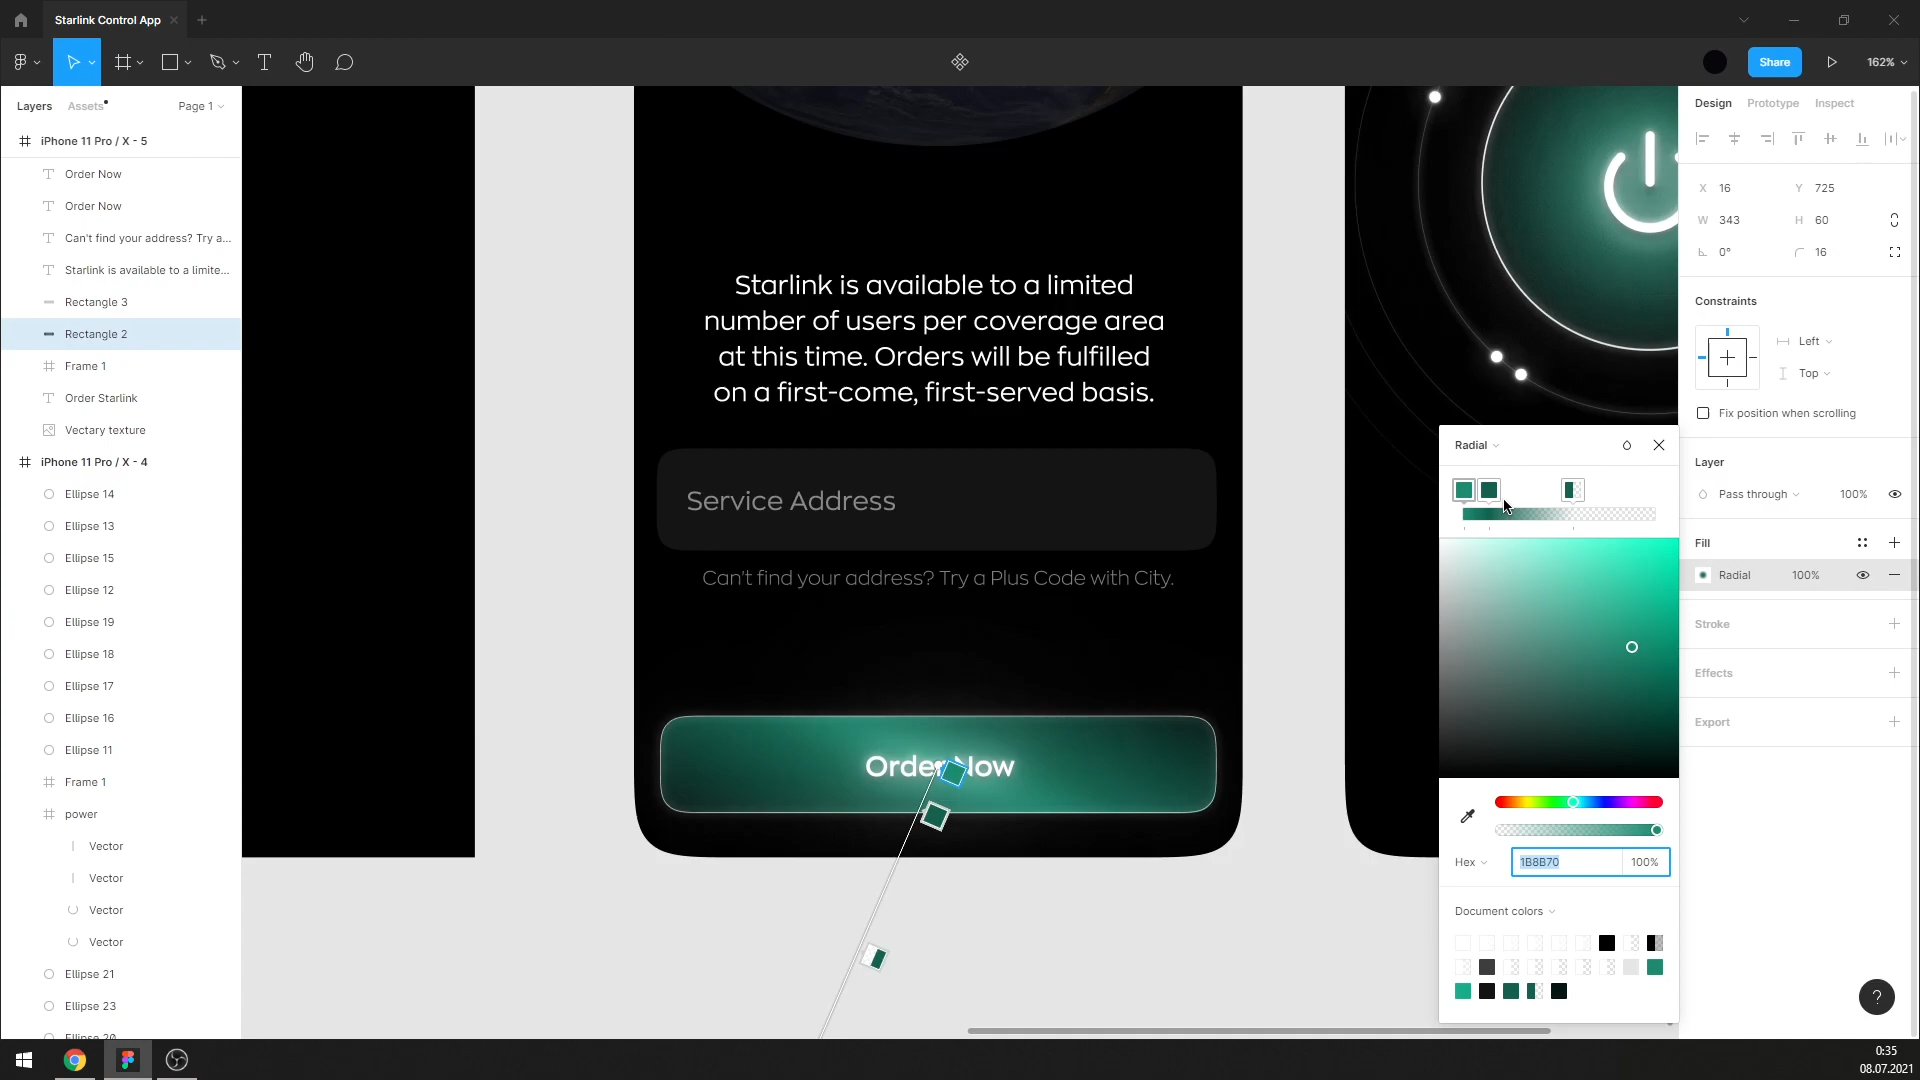 Starlink Control App
Share
162%
Layers
Assets
Page 1
iPhone 11 Pro / X - 5
Order Now
Order Now
Can't find your address? Try a...
Starlink is available to a limite...
Rectangle 3
Rectangle 2
Frame 1
Order Starlink
Vectary texture
iPhone 11 Pro / X - 4
Ellipse 14
Ellipse 13
Ellipse 15
Ellipse 12
Ellipse 19
Ellipse 18
Ellipse 17
Ellipse 16
Ellipse 11
Frame 1
power
Vector
Vector
Vector
Vector
Ellipse 21
Ellipse 23
Ellipse 20
Starlink is available to a limited
number of users per coverage area
at this time. Orders will be fulfilled
on a first-come, first-served basis.
Service Address
Can't find your address? Try a Plus Code with City.
Order Now
Radial
Hex
1B8B70
100%
Document colors
Design
Prototype
Inspect
X 16
Y 725
W 343
H 60
0°
16
Constraints
Left
Top
Fix position when scrolling
Layer
Pass through
100%
Fill
Radial
100%
Stroke
Effects
Export
?
0:35
08.07.2021